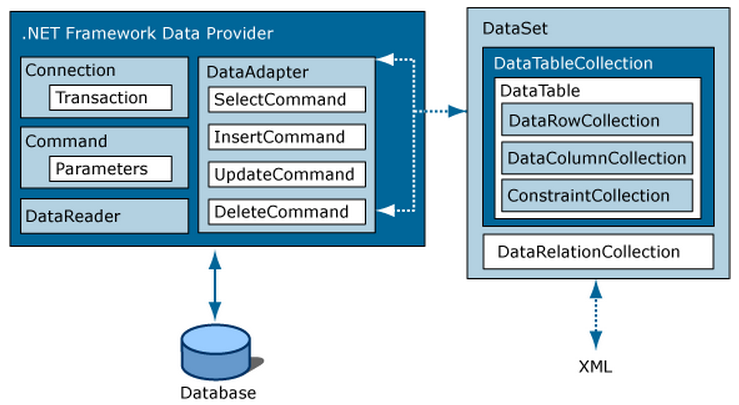 .NET Framework Data Provider
Connection
Transaction
Command
Parameters
DataReader
DataAdapter
SelectCommand
InsertCommand
UpdateCommand
DeleteCommand
Database
DataSet
DataTableCollection
DataTable
DataRowCollection
DataColumnCollection
ConstraintCollection
DataRelationCollection
XML